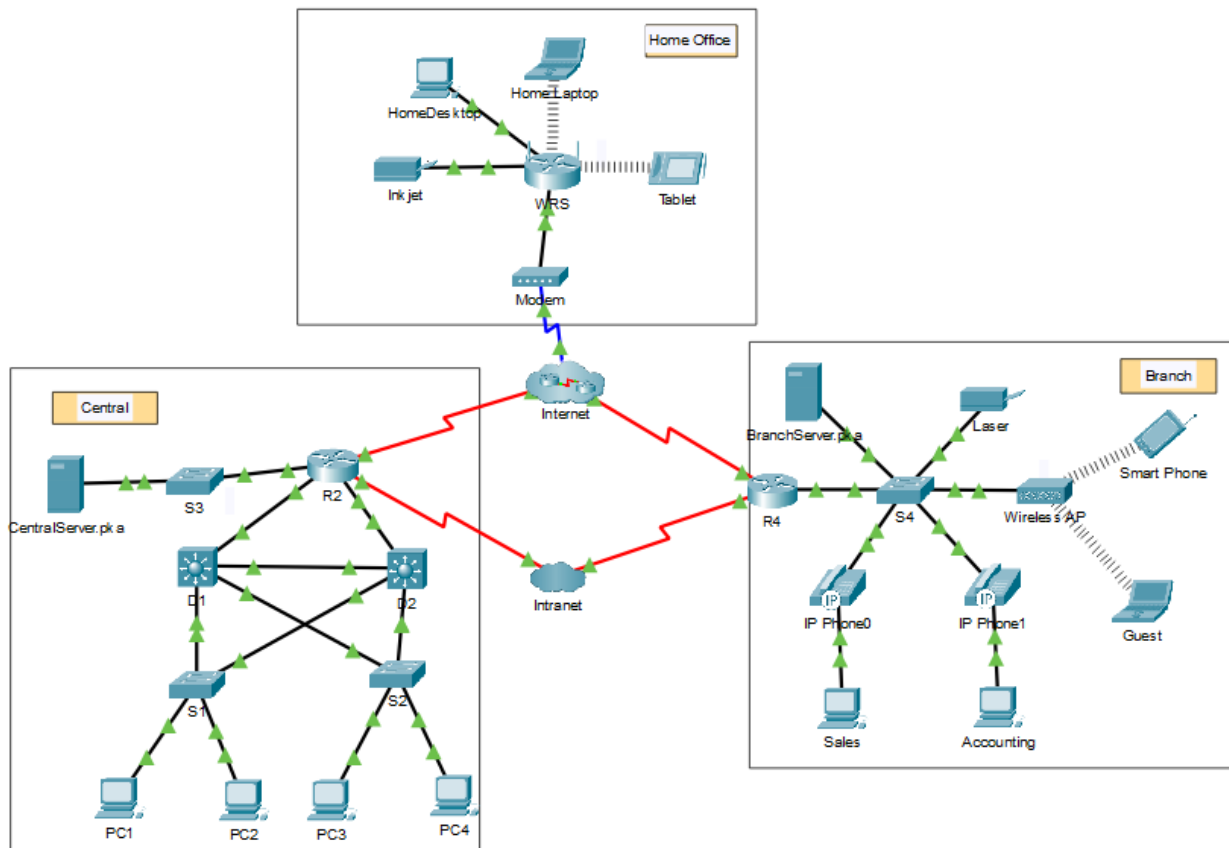 Home Office
HomeDesktop
Home Laptop
Inkjet
WRS
Tablet
Modem
Internet
Central
CentralServer.pka
S3
R2
D1
D2
S1
S2
PC1
PC2
PC3
PC4
Intranet
Branch
BranchServer.pka
Laser
Smart Phone
R4
S4
Wireless AP
IP
IP Phone0
IP
IP Phone1
Guest
Sales
Accounting